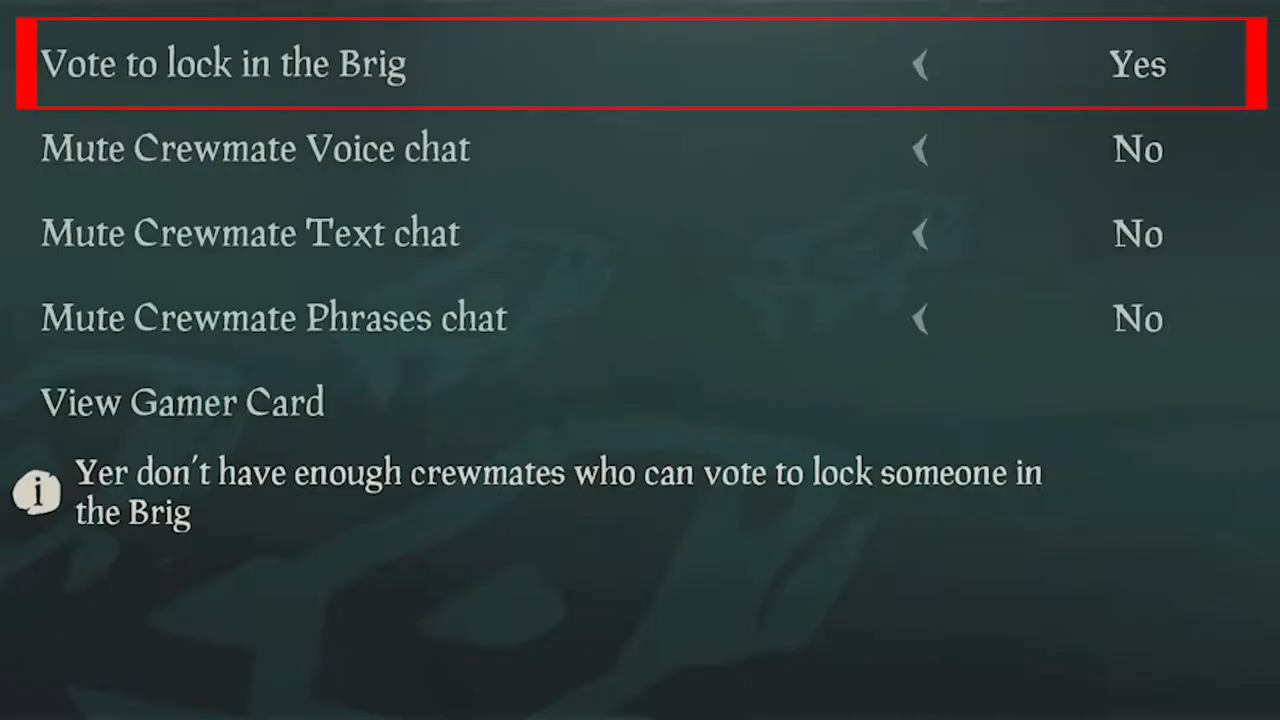 Vote to lock in the Brig Yes
Mute Crewmate Voice chat No
Mute Crewmate Text chat No
Mute Crewmate Phrases chat No
View Gamer Card
i Yer don't have enough crewmates who can vote to lock someone in
the Brig